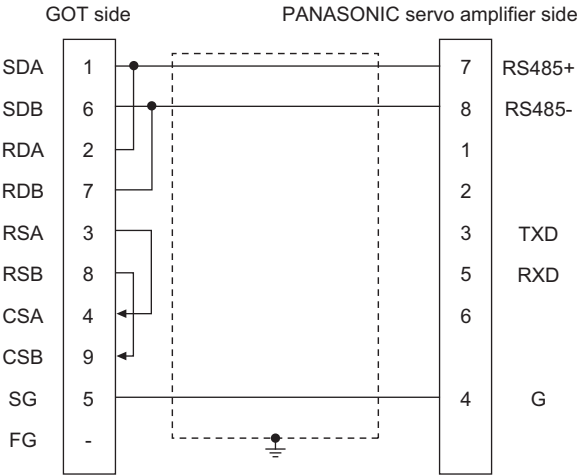 GOT side PANASONIC servo amplifier side
SDA 1 7 RS485+
SDB 6 8 RS485-
RDA 2 1
RDB 7 2
RSA 3 3 TXD
RSB 8 5 RXD
CSA 4 6
CSB 9
SG 5 4 G
FG -